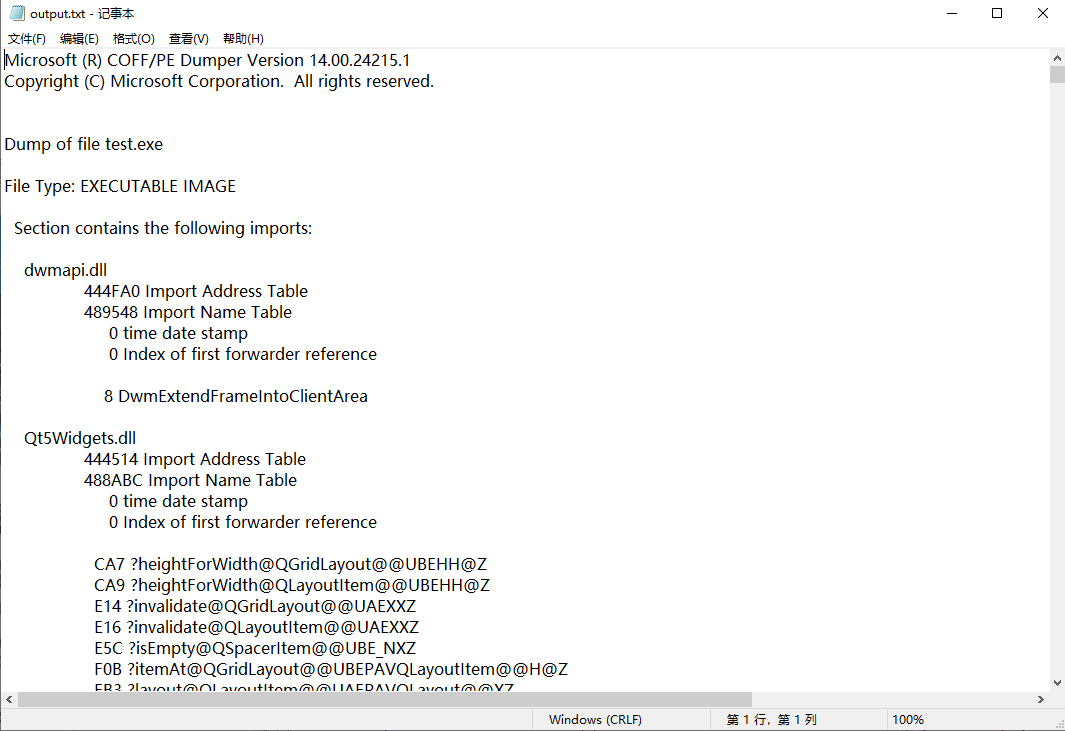 output.txt - 记事本
文件(F) 编辑(E) 格式(O) 查看(V) 帮助(H)
Microsoft (R) COFF/PE Dumper Version 14.00.24215.1
Copyright (C) Microsoft Corporation.  All rights reserved.
Dump of file test.exe
File Type: EXECUTABLE IMAGE
Section contains the following imports:
dwmapi.dll
444FA0 Import Address Table
489548 Import Name Table
0 time date stamp
0 Index of first forwarder reference
8 DwmExtendFrameIntoClientArea
Qt5Widgets.dll
444514 Import Address Table
488ABC Import Name Table
0 time date stamp
0 Index of first forwarder reference
CA7 ?heightForWidth@QGridLayout@@UBEHH@Z
CA9 ?heightForWidth@QLayoutItem@@UBEHH@Z
E14 ?invalidate@QGridLayout@@UAEXXZ
E16 ?invalidate@QLayoutItem@@UAEXXZ
E5C ?isEmpty@QSpacerItem@@UBE_NXZ
F0B ?itemAt@QGridLayout@@UBEPAVQLayoutItem@@H@Z
FB3 ?layout@QLayoutItem@@UAEPAVQLayout@@XZ
Windows (CRLF) 第 1 行，第 1 列 100%